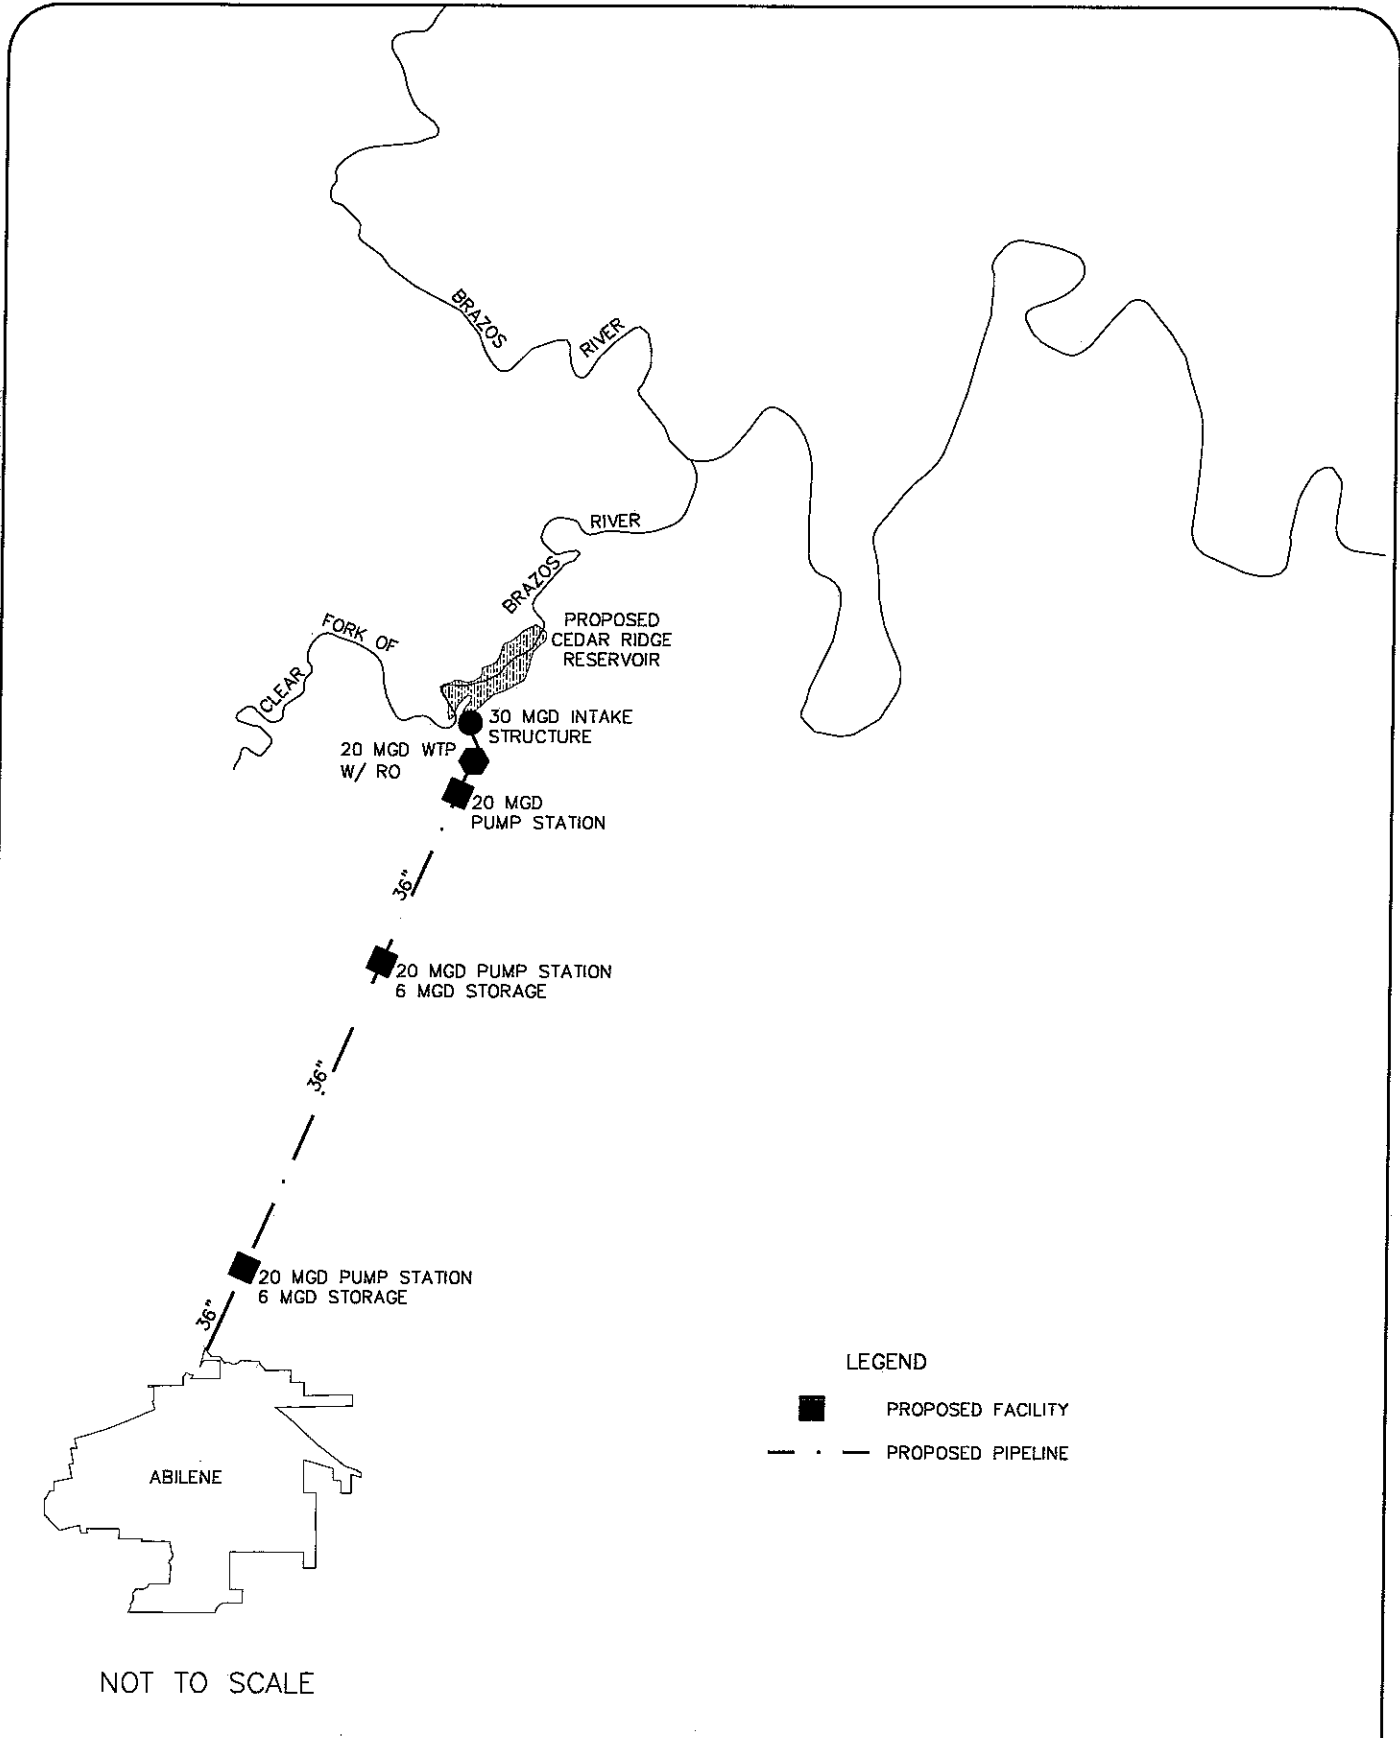 BRAZOS
RIVER
RIVER
BRAZOS
FORK OF
CLEAR
PROPOSED
CEDAR RIDGE
RESERVOIR
30 MGD INTAKE
STRUCTURE
20 MGD WTP
W/ RO
20 MGD
PUMP STATION
36"
20 MGD PUMP STATION
6 MGD STORAGE
36"
20 MGD PUMP STATION
6 MGD STORAGE
36"
ABILENE
LEGEND
PROPOSED FACILITY
PROPOSED PIPELINE
NOT TO SCALE